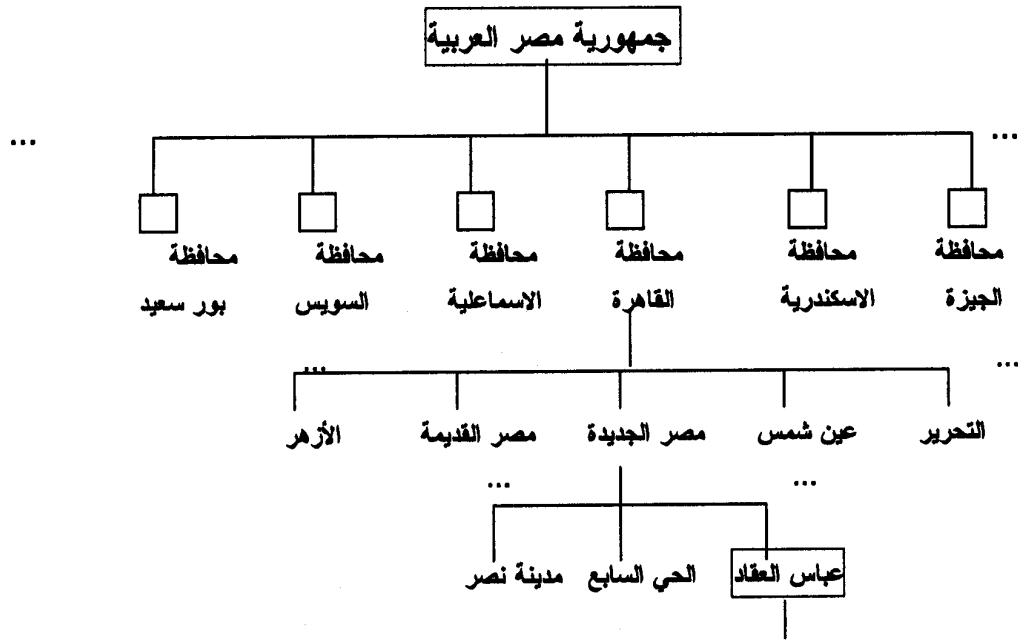 جمهورية مصر العربية
... ...
محافظة محافظة محافظة محافظة محافظة محافظة
الجيزة الاسكندرية القاهرة الاسماعلية السويس بور سعيد
... ...
التحرير عين شمس مصر الجديدة مصر القديمة الأزهر
... ...
عباس العقاد الحي السابع مدينة نصر